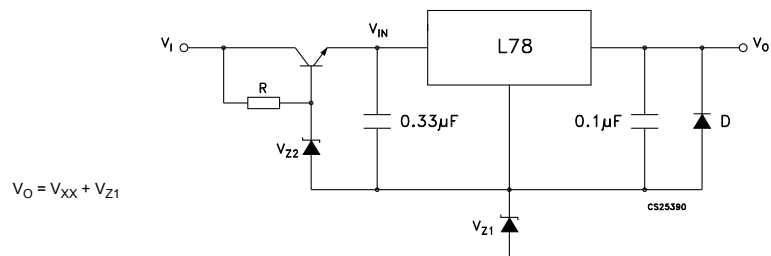 V_I
V_IN
L78
V_O
R
0.33µF
0.1µF
D
V_Z2
V_O = V_XX + V_Z1
CS25390
V_Z1